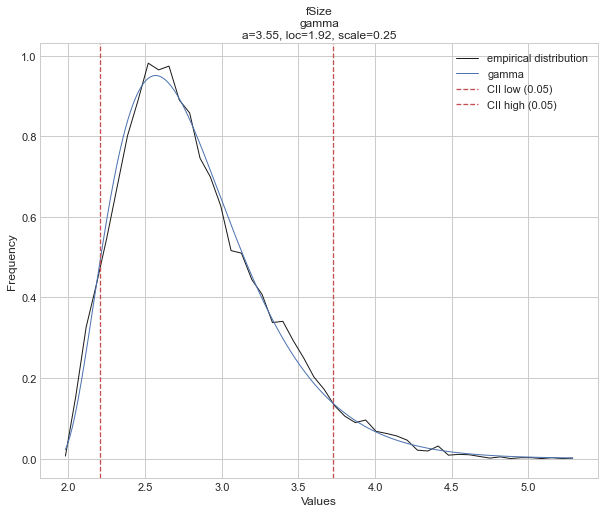 fSize
gamma
a=3.55, loc=1.92, scale=0.25
empirical distribution
gamma
CII low (0.05)
CII high (0.05)
1.0
0.8
0.6
0.4
0.2
0.0
Frequency
2.0 2.5 3.0 3.5 4.0 4.5 5.0
Values